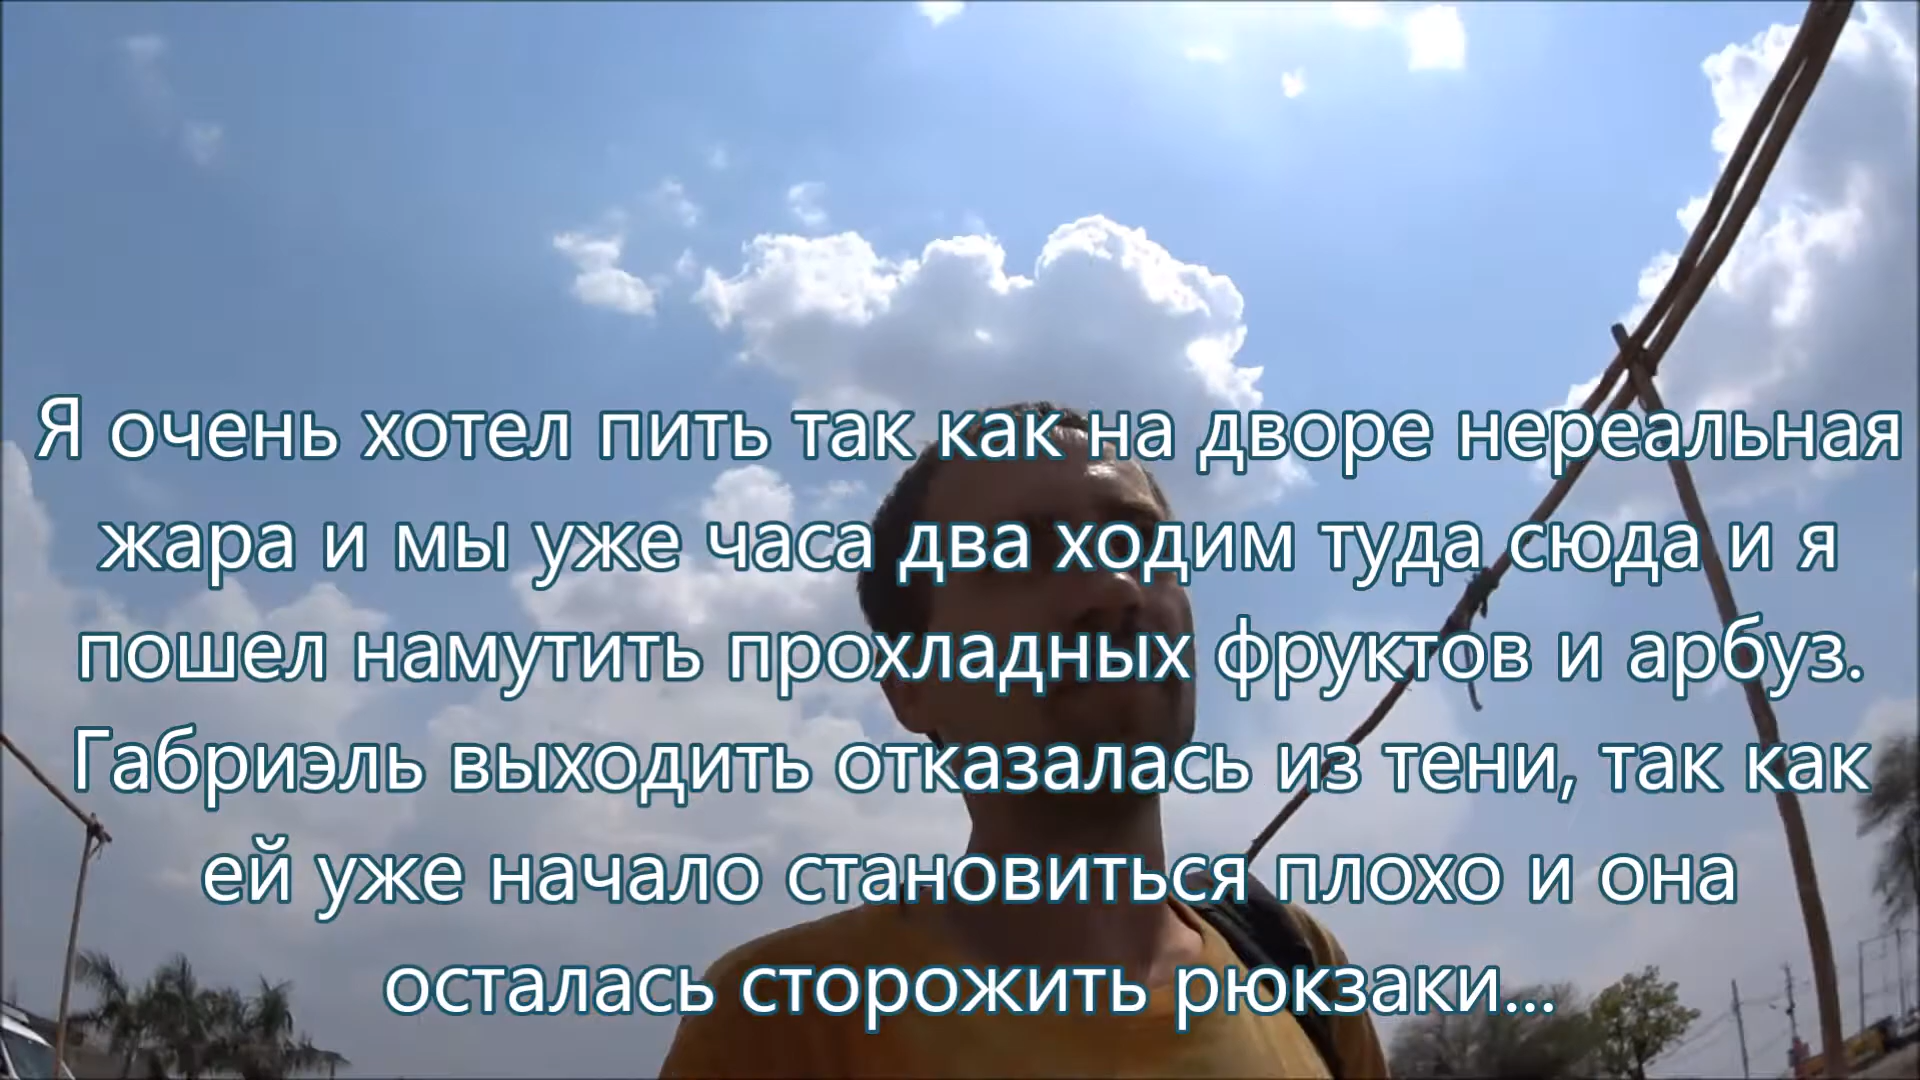 Я очень хотел пить так как на дворе нереальная
жара и мы уже часа два ходим туда сюда и я
пошел намутить прохладных фруктов и арбуз.
Габриэль выходить отказалась из тени, так как
ей уже начало становиться плохо и она
осталась сторожить рюкзаки...